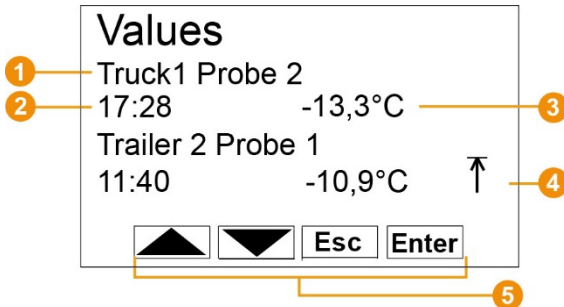 Values
1 Truck1 Probe 2
2 17:28 -13,3°C 3
Trailer 2 Probe 1
11:40 -10,9°C 4
Esc Enter
5